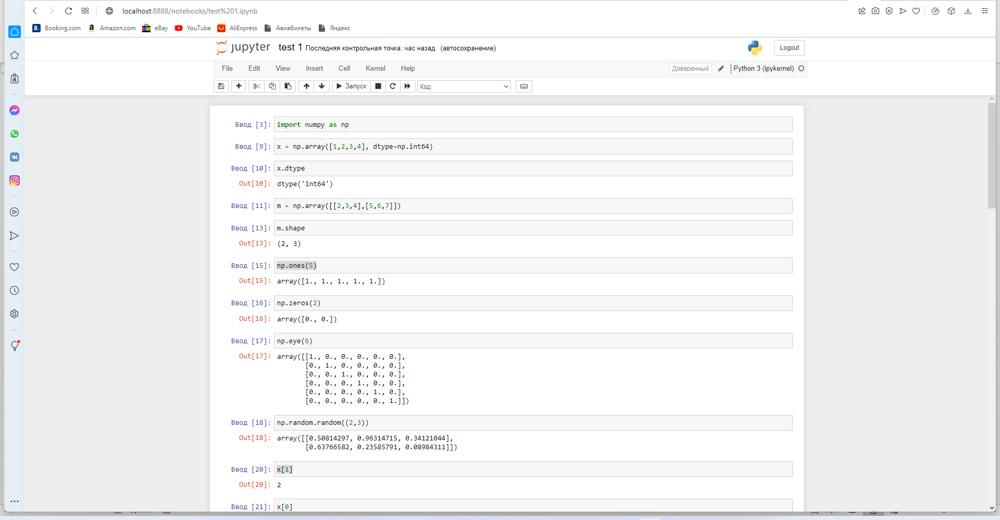 localhost:8888/notebooks/test%201.ipynb
Booking.com Amazon.com eBay YouTube AliExpress Авиабилеты Яндекс
jupyter test 1 Последняя контрольная точка: час назад (автосохранение) Logout
File Edit View Insert Cell Kernel Help Доверенный Python 3 (ipykernel)
Запуск Код
Ввод [3]: import numpy as np
Ввод [9]: x = np.array([1,2,3,4], dtype=np.int64)
Ввод [10]: x.dtype
Out[10]: dtype('int64')
Ввод [11]: m = np.array([[2,3,4],[5,6,7]])
Ввод [13]: m.shape
Out[13]: (2, 3)
Ввод [15]: np.ones(5)
Out[15]: array([1., 1., 1., 1., 1.])
Ввод [16]: np.zeros(2)
Out[16]: array([0., 0.])
Ввод [17]: np.eye(6)
Out[17]: array([[1., 0., 0., 0., 0., 0.],
[0., 1., 0., 0., 0., 0.],
[0., 0., 1., 0., 0., 0.],
[0., 0., 0., 1., 0., 0.],
[0., 0., 0., 0., 1., 0.],
[0., 0., 0., 0., 0., 1.]])
Ввод [18]: np.random.random((2,3))
Out[18]: array([[0.50814297, 0.96314715, 0.34121044],
[0.63766582, 0.23585791, 0.08984311]])
Ввод [20]: x[1]
Out[20]: 2
Ввод [21]: x[0]